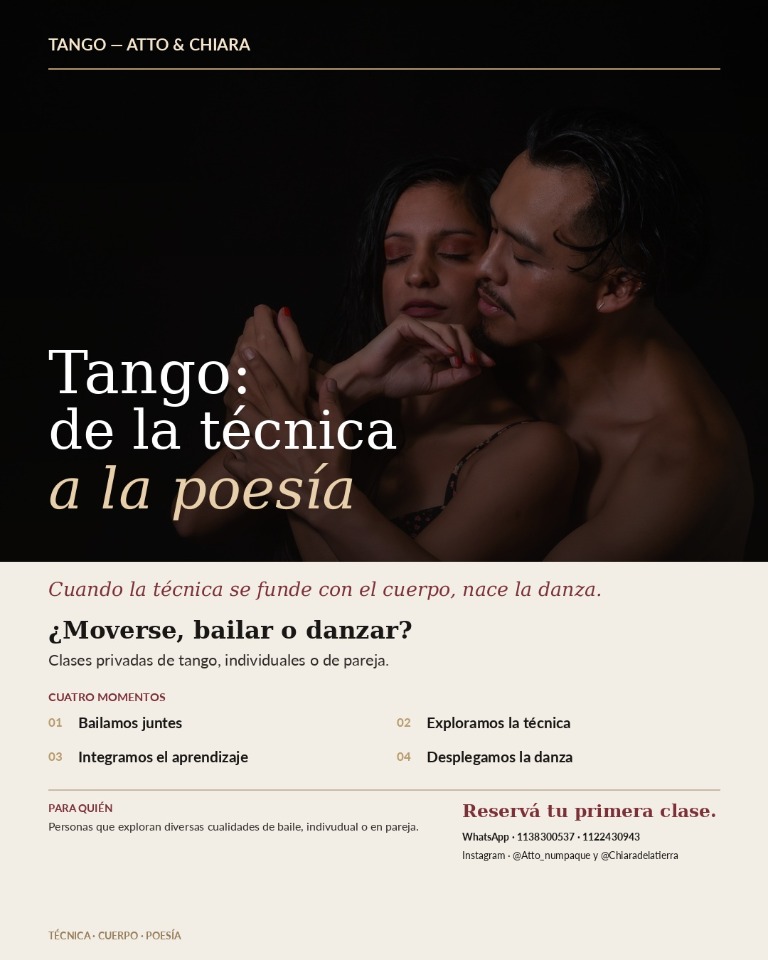 TANGO — ATTO & CHIARA
Tango:
de la técnica
a la poesía
Cuando la técnica se funde con el cuerpo, nace la danza.
¿Moverse, bailar o danzar?
Clases privadas de tango, individuales o de pareja.
CUATRO MOMENTOS
01 Bailamos juntes
02 Exploramos la técnica
03 Integramos el aprendizaje
04 Desplegamos la danza
PARA QUIÉN
Personas que exploran diversas cualidades de baile, indivudual o en pareja.
Reservá tu primera clase.
WhatsApp · 1138300537 · 1122430943
Instagram · @Atto_numpaque y @Chiaradelatierra
TÉCNICA · CUERPO · POESÍA